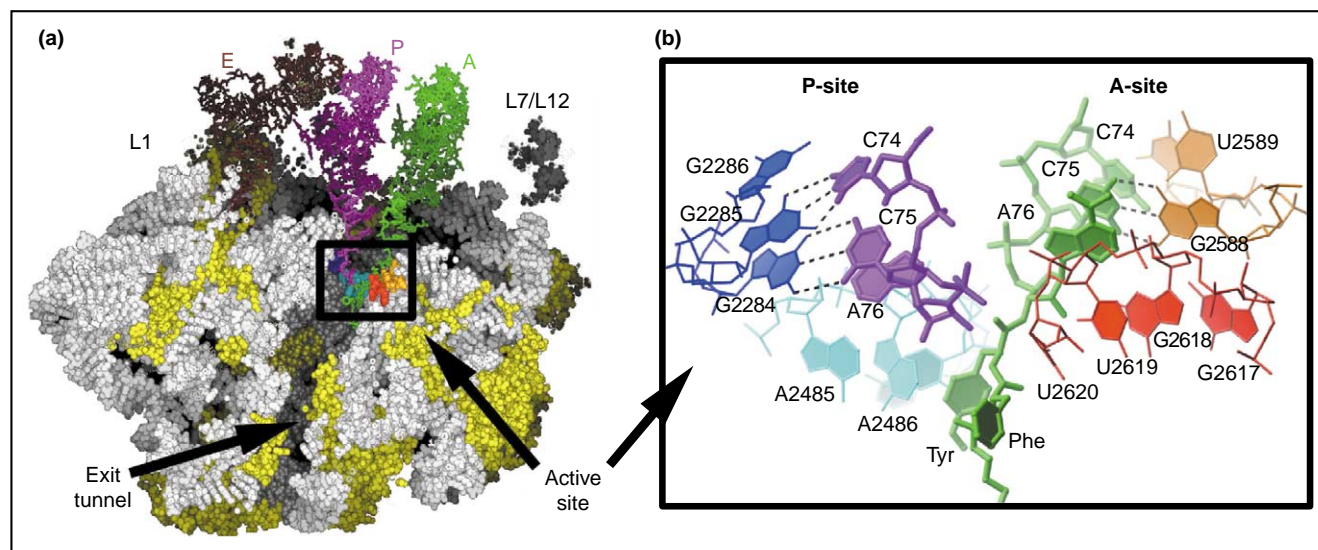 (a)
E
P
A
L1
L7/L12
Exit
tunnel
Active
site
(b)
P-site
A-site
C74
C74
U2589
G2286
C75
G2285
C75
A76
G2588
G2284
A76
G2618
U2619
G2617
A2485
U2620
A2486
Phe
Tyr